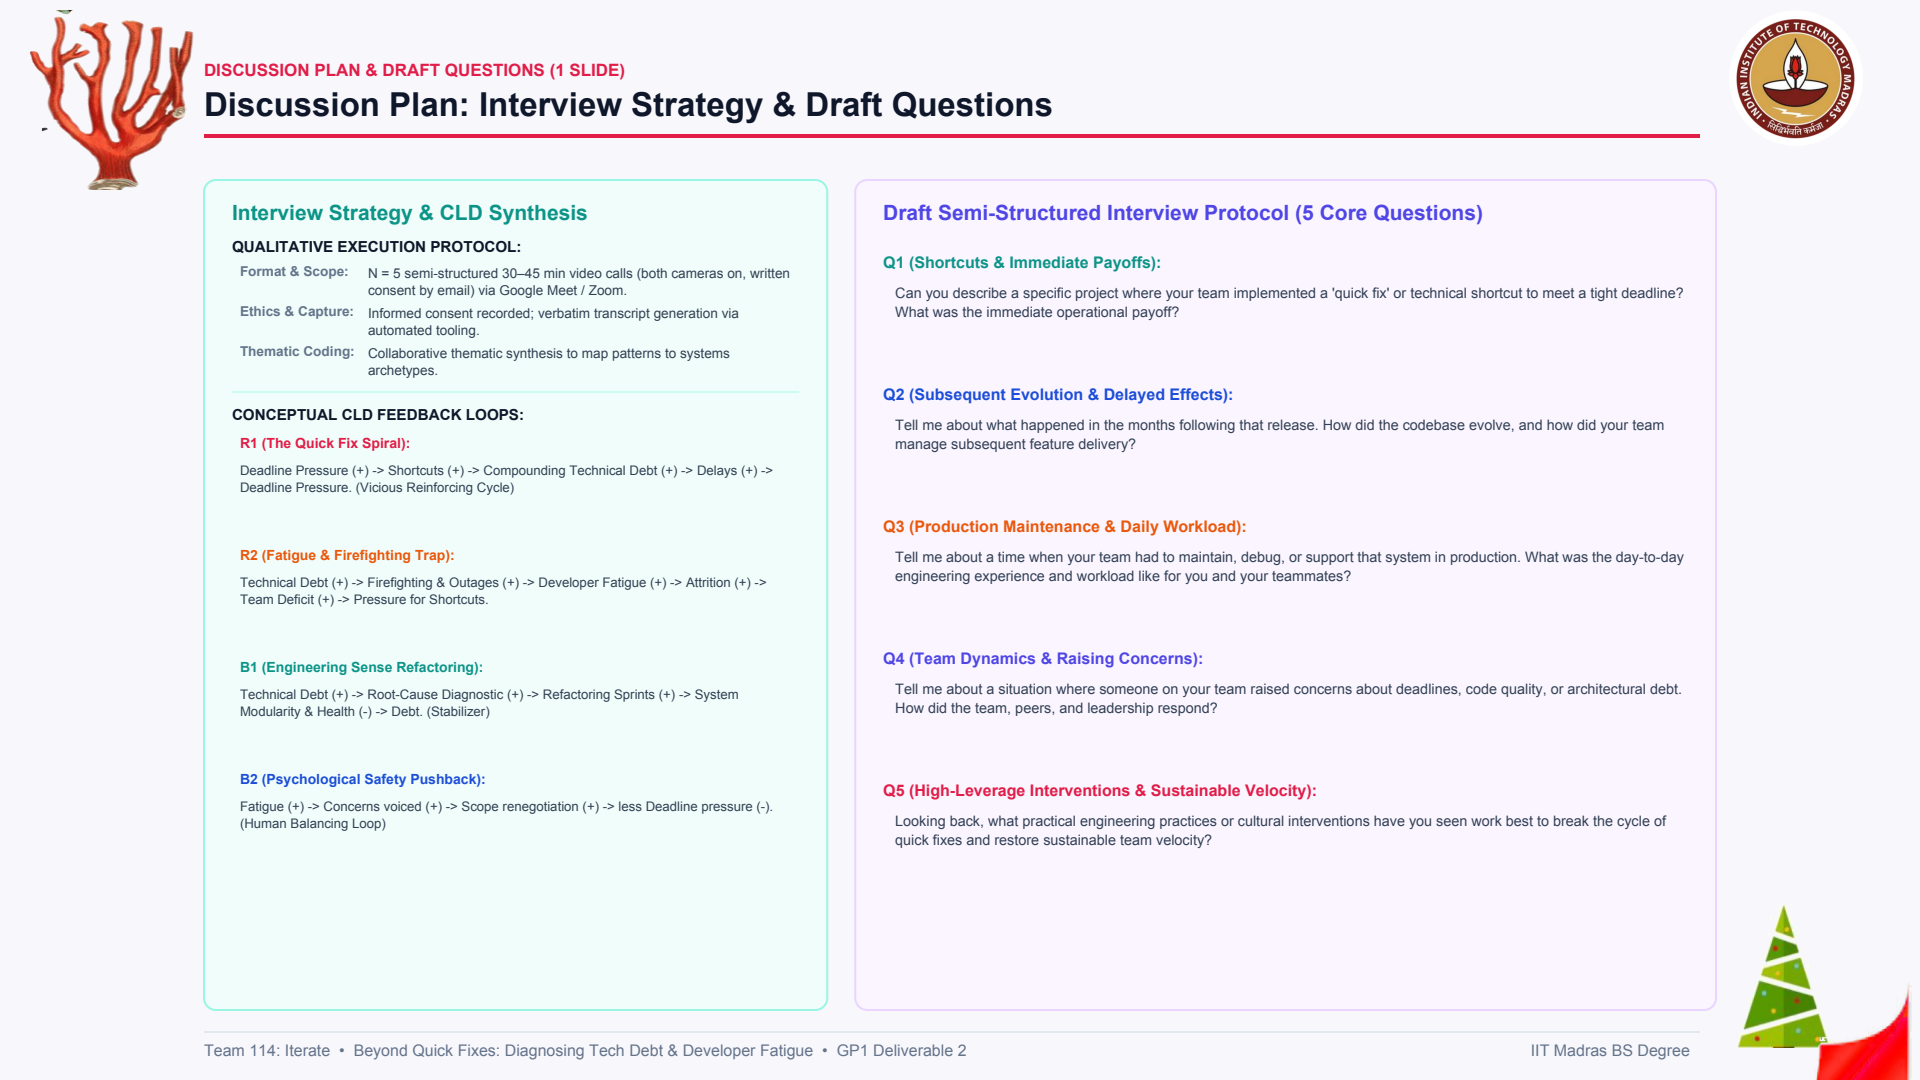 DISCUSSION PLAN & DRAFT QUESTIONS (1 SLIDE)
Discussion Plan: Interview Strategy & Draft Questions
INDIAN INSTITUTE OF TECHNOLOGY MADRAS
सिद्धिर्भवति कर्मजा
Interview Strategy & CLD Synthesis
QUALITATIVE EXECUTION PROTOCOL:
Format & Scope: N = 5 semi-structured 30–45 min video calls (both cameras on, written
consent by email) via Google Meet / Zoom.
Ethics & Capture: Informed consent recorded; verbatim transcript generation via
automated tooling.
Thematic Coding: Collaborative thematic synthesis to map patterns to systems
archetypes.
CONCEPTUAL CLD FEEDBACK LOOPS:
R1 (The Quick Fix Spiral):
Deadline Pressure (+) -> Shortcuts (+) -> Compounding Technical Debt (+) -> Delays (+) ->
Deadline Pressure. (Vicious Reinforcing Cycle)
R2 (Fatigue & Firefighting Trap):
Technical Debt (+) -> Firefighting & Outages (+) -> Developer Fatigue (+) -> Attrition (+) ->
Team Deficit (+) -> Pressure for Shortcuts.
B1 (Engineering Sense Refactoring):
Technical Debt (+) -> Root-Cause Diagnostic (+) -> Refactoring Sprints (+) -> System
Modularity & Health (-) -> Debt. (Stabilizer)
B2 (Psychological Safety Pushback):
Fatigue (+) -> Concerns voiced (+) -> Scope renegotiation (+) -> less Deadline pressure (-).
(Human Balancing Loop)
Draft Semi-Structured Interview Protocol (5 Core Questions)
Q1 (Shortcuts & Immediate Payoffs):
Can you describe a specific project where your team implemented a 'quick fix' or technical shortcut to meet a tight deadline?
What was the immediate operational payoff?
Q2 (Subsequent Evolution & Delayed Effects):
Tell me about what happened in the months following that release. How did the codebase evolve, and how did your team
manage subsequent feature delivery?
Q3 (Production Maintenance & Daily Workload):
Tell me about a time when your team had to maintain, debug, or support that system in production. What was the day-to-day
engineering experience and workload like for you and your teammates?
Q4 (Team Dynamics & Raising Concerns):
Tell me about a situation where someone on your team raised concerns about deadlines, code quality, or architectural debt.
How did the team, peers, and leadership respond?
Q5 (High-Leverage Interventions & Sustainable Velocity):
Looking back, what practical engineering practices or cultural interventions have you seen work best to break the cycle of
quick fixes and restore sustainable team velocity?
Team 114: Iterate • Beyond Quick Fixes: Diagnosing Tech Debt & Developer Fatigue • GP1 Deliverable 2
IIT Madras BS Degree